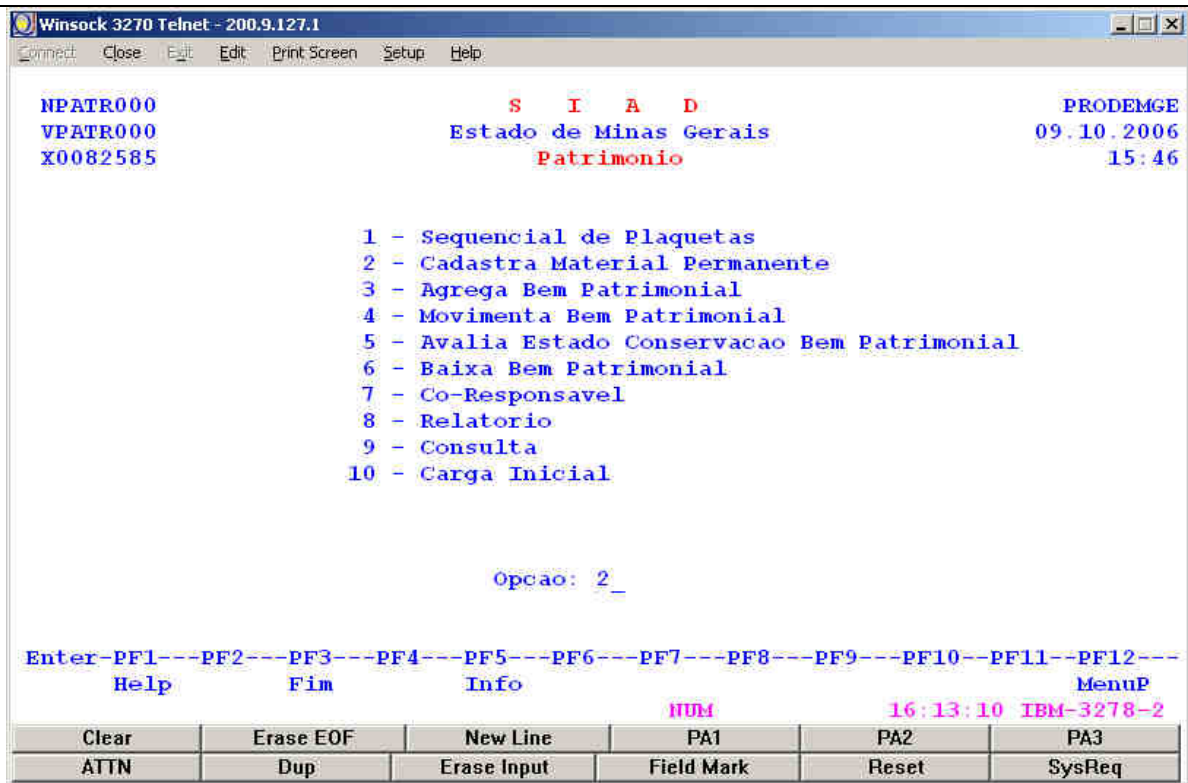 Winsock 3270 Telnet - 200.9.127.1
Connect Close Exit Edit Print Screen Setup Help
NPATR000 S I A D PRODEMGE
VPATR000 Estado de Minas Gerais 09.10.2006
X0082585 Patrimonio 15:46
1 - Sequencial de Plaquetas
2 - Cadastra Material Permanente
3 - Agrega Bem Patrimonial
4 - Movimenta Bem Patrimonial
5 - Avalia Estado Conservacao Bem Patrimonial
6 - Baixa Bem Patrimonial
7 - Co-Responsavel
8 - Relatorio
9 - Consulta
10 - Carga Inicial
Opcao: 2_
Enter-PF1---PF2---PF3---PF4---PF5---PF6---PF7---PF8---PF9---PF10--PF11--PF12---
Help Fim Info MenuP
NUM 16:13:10 IBM-3278-2
Clear Erase EOF New Line PA1 PA2 PA3
ATTN Dup Erase Input Field Mark Reset SysReq